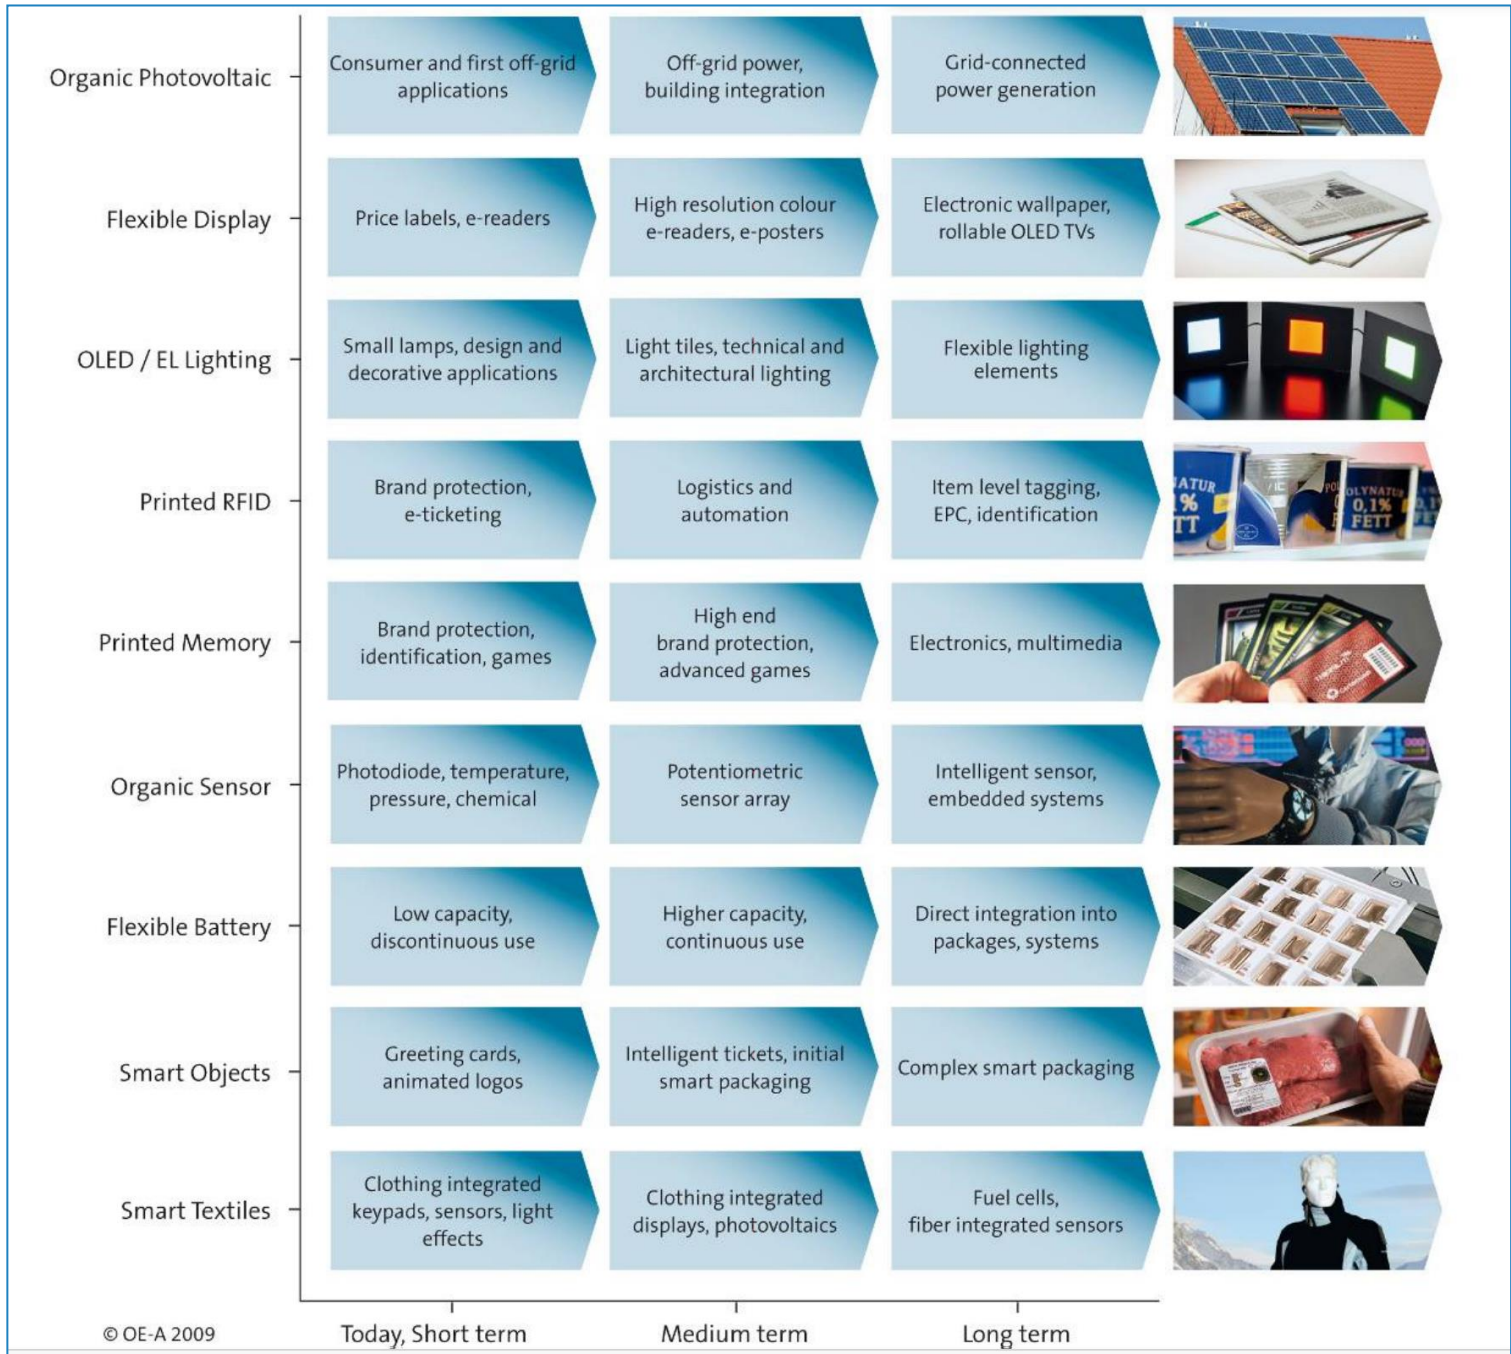 Organic Photovoltaic
Consumer and first off-grid
applications
Off-grid power,
building integration
Grid-connected
power generation
Flexible Display
Price labels, e-readers
High resolution colour
e-readers, e-posters
Electronic wallpaper,
rollable OLED TVs
OLED / EL Lighting
Small lamps, design and
decorative applications
Light tiles, technical and
architectural lighting
Flexible lighting
elements
Printed RFID
Brand protection,
e-ticketing
Logistics and
automation
Item level tagging,
EPC, identification
OLYNATUR
0,1%
FETT
Printed Memory
Brand protection,
identification, games
High end
brand protection,
advanced games
Electronics, multimedia
Organic Sensor
Photodiode, temperature,
pressure, chemical
Potentiometric
sensor array
Intelligent sensor,
embedded systems
Flexible Battery
Low capacity,
discontinuous use
Higher capacity,
continuous use
Direct integration into
packages, systems
Smart Objects
Greeting cards,
animated logos
Intelligent tickets, initial
smart packaging
Complex smart packaging
Smart Textiles
Clothing integrated
keypads, sensors, light
effects
Clothing integrated
displays, photovoltaics
Fuel cells,
fiber integrated sensors
© OE-A 2009
Today, Short term
Medium term
Long term